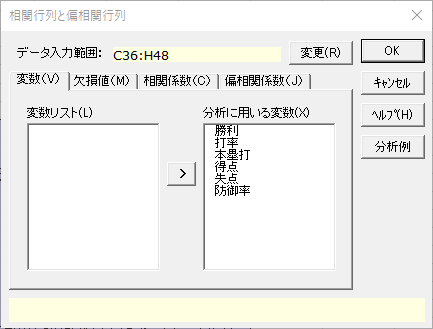 相関行列と偏相関行列
データ入力範囲: C36:H48
変更(R)
OK
変数(V) 欠損値(M) 相関係数(C) 偏相関係数(J)
キャンセル
変数リスト(L)
分析に用いる変数(X)
ヘルプ(H)
分析例
>
勝利
打率
本塁打
得点
失点
防御率